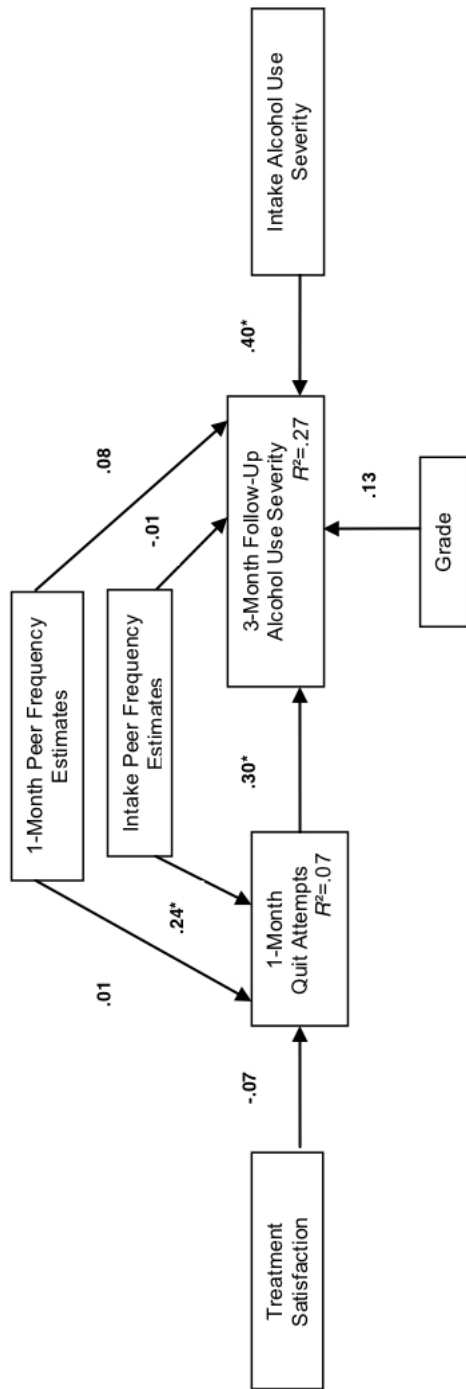 1-Month Peer Frequency
Estimates
.01
.08
Intake Peer Frequency
Estimates
.24*
-.01
Treatment
Satisfaction
-.07
1-Month
Quit Attempts
R²=.07
.30*
3-Month Follow-Up
Alcohol Use Severity
R²=.27
.40*
Intake Alcohol Use
Severity
.13
Grade